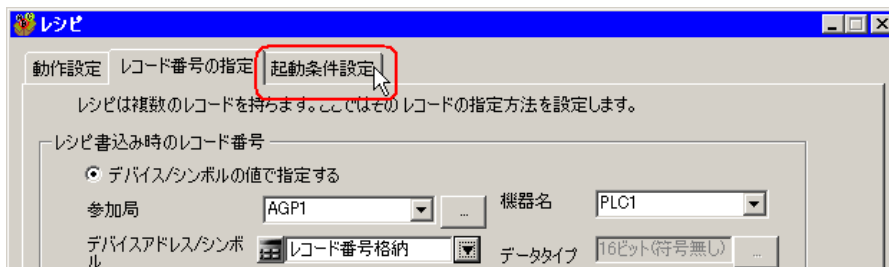 レシピ
動作設定 レコード番号の指定 起動条件設定
レシピは複数のレコードを持ちます。ここではそのレコードの指定方法を設定します。
レシピ書込み時のレコード番号
デバイス/シンボルの値で指定する
参加局 AGP1 ... 機器名 PLC1
デバイスアドレス/シンボル レコード番号格納 データタイプ 16ビット(符号無し) ...